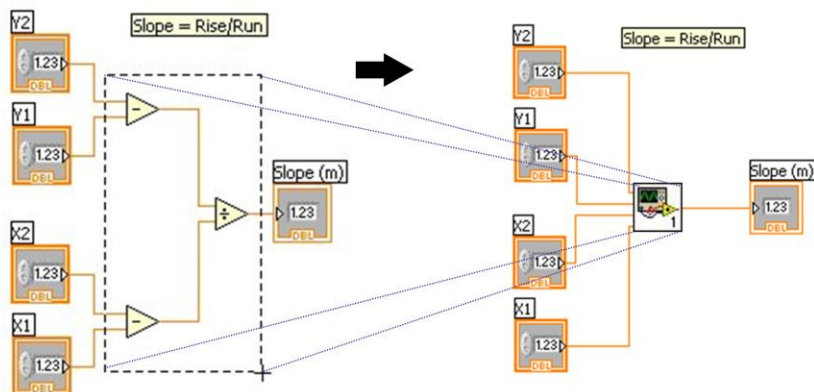 Y2
Slope = Rise/Run
1.23
DBL
Y1
1.23
DBL
Slope (m)
1.23
DBL
X2
1.23
DBL
X1
1.23
DBL
Slope = Rise/Run
Y2
1.23
DBL
Y1
1.23
DBL
Slope (m)
1
1.23
DBL
X2
1.23
DBL
X1
1.23
DBL